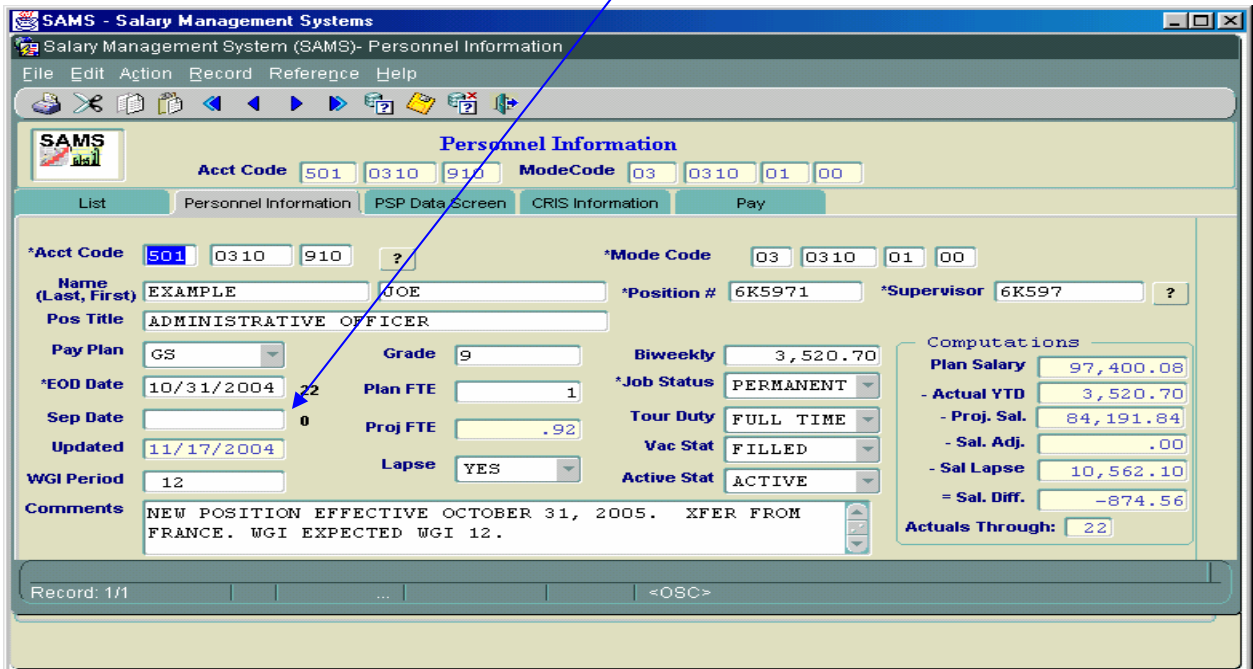 SAMS - Salary Management Systems
Salary Management System (SAMS)- Personnel Information
File Edit Action Record Reference Help
SAMS
Personnel Information
Acct Code 501 0310 910 ModeCode 03 0310 01 00
List Personnel Information PSP Data Screen CRIS Information Pay
*Acct Code 501 0310 910 ? *Mode Code 03 0310 01 00
Name (Last, First) EXAMPLE JOE *Position # 6K5971 *Supervisor 6K597 ?
Pos Title ADMINISTRATIVE OFFICER
Pay Plan GS Grade 9 Biweekly 3,520.70
*EOD Date 10/31/2004 22 Plan FTE 1 *Job Status PERMANENT
Sep Date 0 Proj FTE .92 Tour Duty FULL TIME
Updated 11/17/2004 Lapse YES Vac Stat FILLED
WGI Period 12 Active Stat ACTIVE
Comments NEW POSITION EFFECTIVE OCTOBER 31, 2005. XFER FROM
FRANCE. WGI EXPECTED WGI 12.
Computations
Plan Salary 97,400.08
- Actual YTD 3,520.70
- Proj. Sal. 84,191.84
- Sal. Adj. .00
- Sal Lapse 10,562.10
= Sal. Diff. -874.56
Actuals Through: 22
Record: 1/1 ... <OSC>